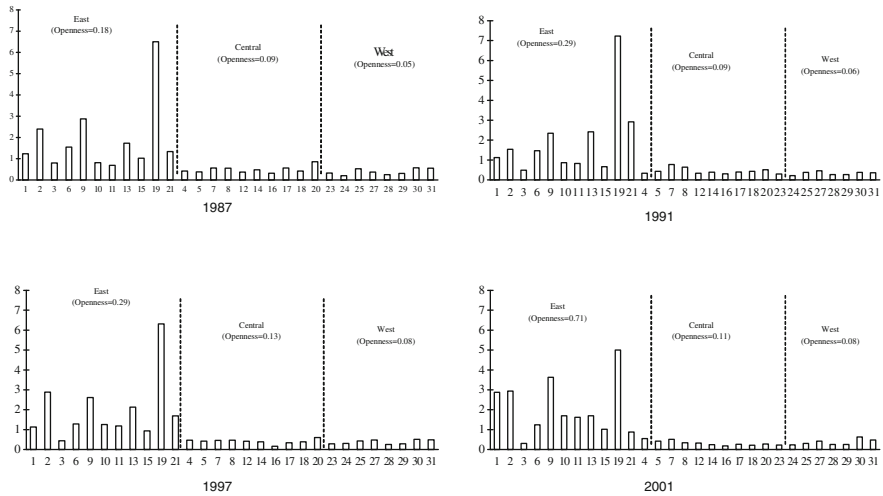 8
7
6
5
4
3
2
1
0
East
(Openness=0.18)
Central
(Openness=0.09)
West
(Openness=0.05)
1 2 3 6 9 10 11 13 15 19 21 4 5 7 8 12 14 16 17 18 20 23 24 25 27 28 29 30 31
1987
8
7
6
5
4
3
2
1
0
East
(Openness=0.29)
Central
(Openness=0.09)
West
(Openness=0.06)
1 2 3 6 9 10 11 13 15 19 21 4 5 7 8 12 14 16 17 18 20 23 24 25 27 28 29 30 31
1991
8
7
6
5
4
3
2
1
0
East
(Openness=0.29)
Central
(Openness=0.13)
West
(Openness=0.08)
1 2 3 6 9 10 11 13 15 19 21 4 5 7 8 12 14 16 17 18 20 23 24 25 27 28 29 30 31
1997
8
7
6
5
4
3
2
1
0
East
(Openness=0.71)
Central
(Openness=0.11)
West
(Openness=0.08)
1 2 3 6 9 10 11 13 15 19 21 4 5 7 8 12 14 16 17 18 20 23 24 25 27 28 29 30 31
2001